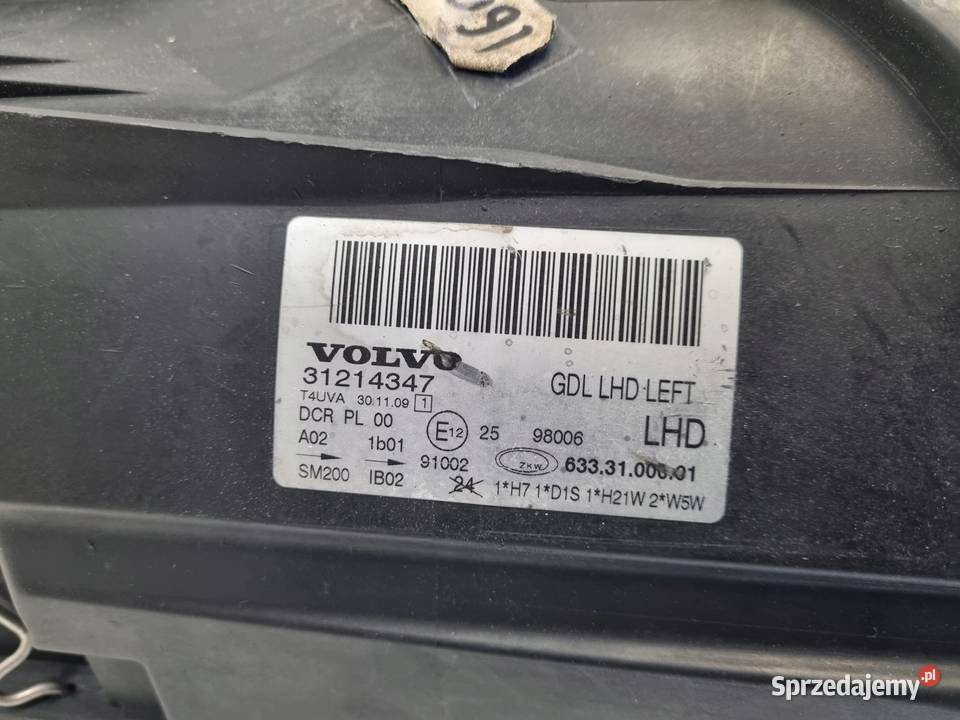 VOLVO
31214347
GDL LHD LEFT
T4UVA 30.11.09 1
DCR PL 00
E12 25 98006 LHD
A02 1b01
91002 ZKW 633.31.006.01
SM200 IB02 24 1*H7 1*D1S 1*H21W 2*W5W
Sprzedajemy.pl